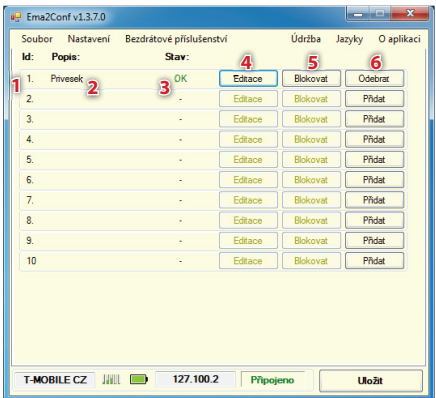 Ema2Conf v1.3.7.0
Soubor Nastavení Bezdrátové příslušenství Údržba Jazyky O aplikaci
Id: Popis: Stav: 4 5 6
1 1. Privesek 2 3 OK Editace Blokovat Odebrat
2. - Editace Blokovat Přidat
3. - Editace Blokovat Přidat
4. - Editace Blokovat Přidat
5. - Editace Blokovat Přidat
6. - Editace Blokovat Přidat
7. - Editace Blokovat Přidat
8. - Editace Blokovat Přidat
9. - Editace Blokovat Přidat
10 - Editace Blokovat Přidat
T-MOBILE CZ 127.100.2 Připojeno Uložit